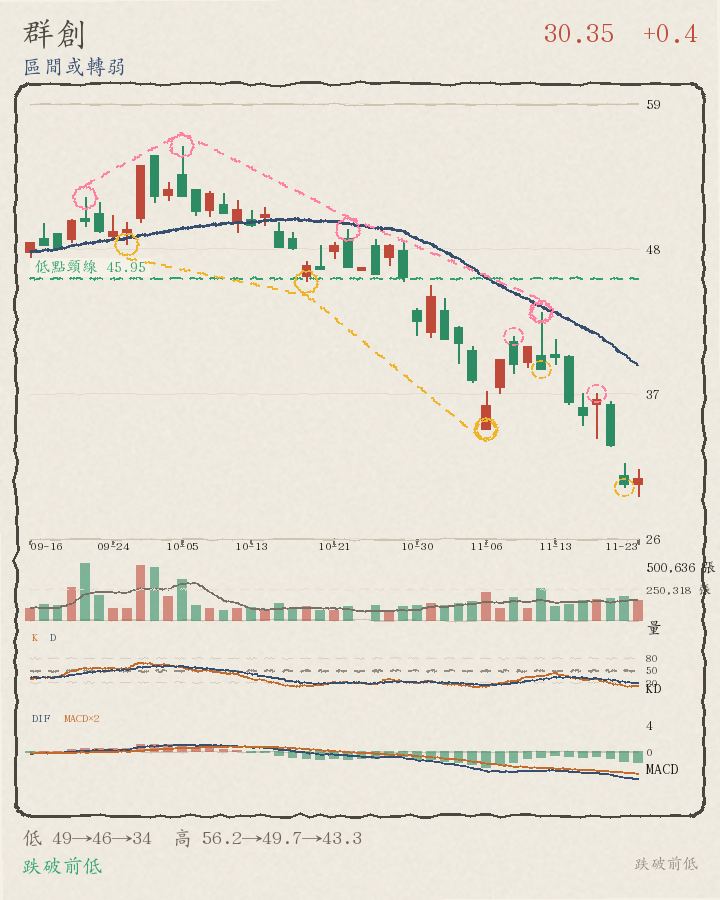 群創
30.35 +0.4
區間或轉弱
59
48
37
26
低點頸線 45.95
09-16 09-24 10-05 10-13 10-21 10-30 11-06 11-13 11-23
500,636 張
250,318 張
量
K D
80
50
20
KD
DIF MACD×2
4
0
MACD
低 49→46→34 高 56.2→49.7→43.3
跌破前低
跌破前低